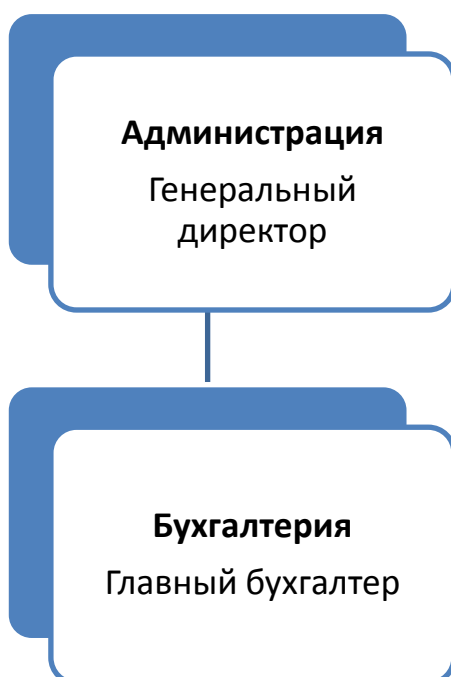 Администрация
Генеральный
директор
Бухгалтерия
Главный бухгалтер